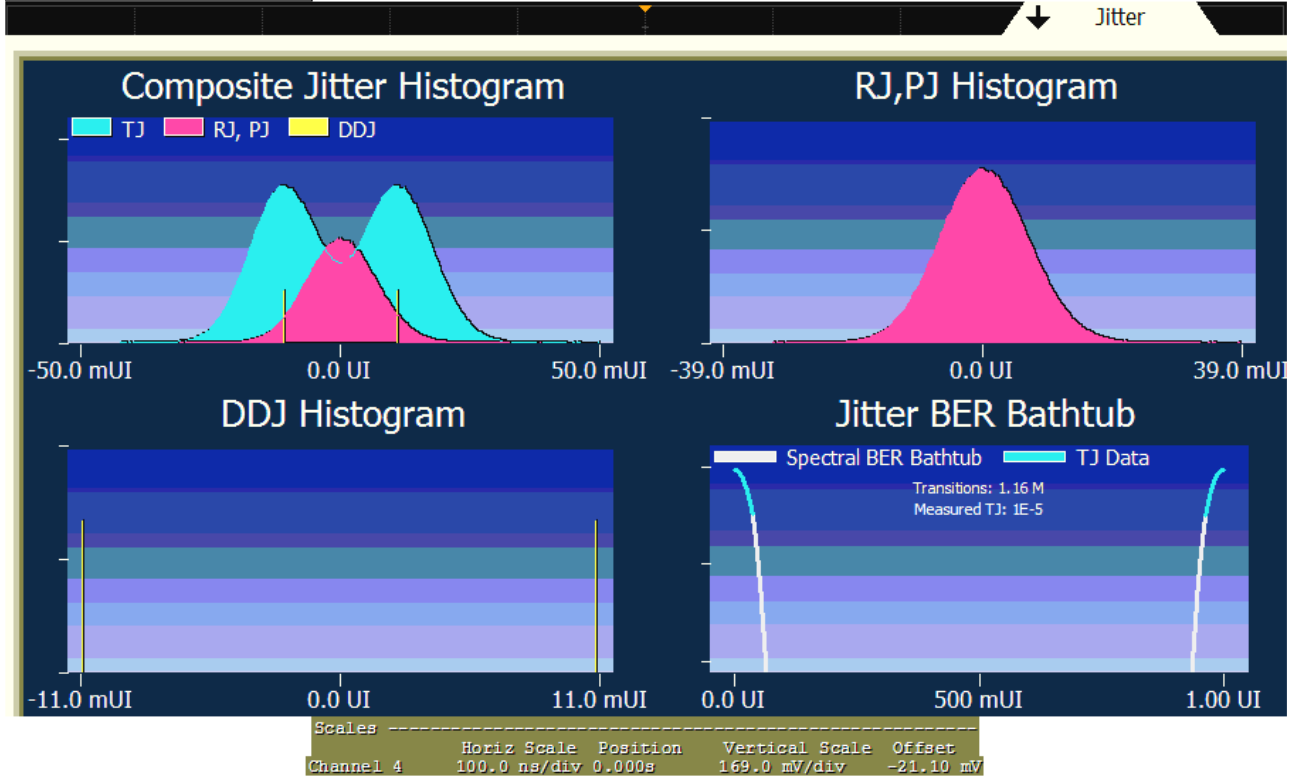 Jitter
Composite Jitter Histogram
TJ RJ, PJ DDJ
-50.0 mUI 0.0 UI 50.0 mUI
RJ,PJ Histogram
-39.0 mUI 0.0 UI 39.0 mUI
DDJ Histogram
-11.0 mUI 0.0 UI 11.0 mUI
Jitter BER Bathtub
Spectral BER Bathtub TJ Data
Transitions: 1.16 M
Measured TJ: 1E-5
0.0 UI 500 mUI 1.00 UI
Scales
Horiz Scale Position Vertical Scale Offset
Channel 4 100.0 ns/div 0.000s 169.0 mV/div -21.10 mV